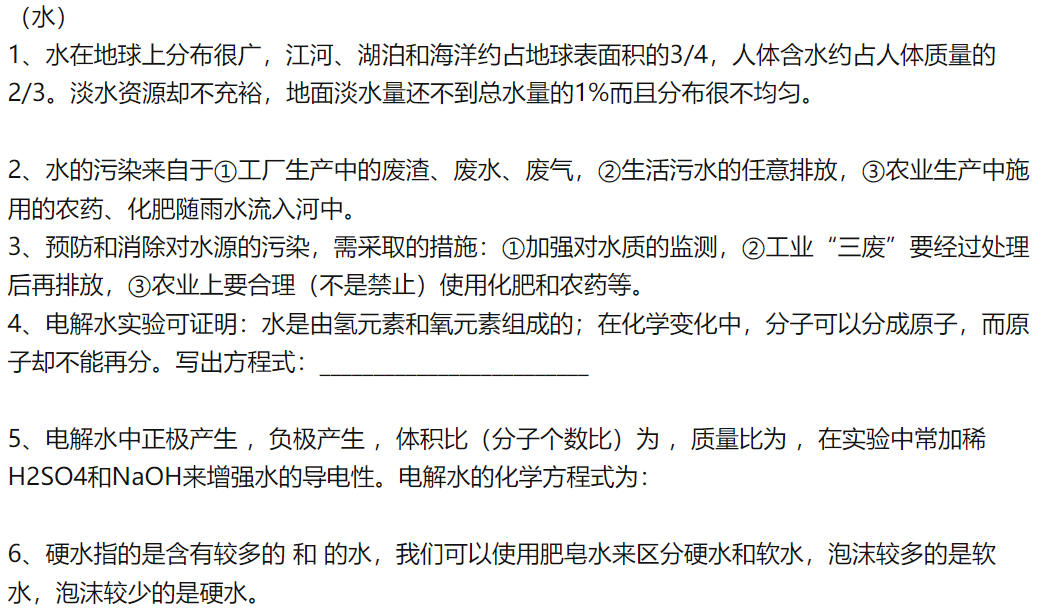 （水）
1、水在地球上分布很广，江河、湖泊和海洋约占地球表面积的3/4，人体含水约占人体质量的
2/3。淡水资源却不充裕，地面淡水量还不到总水量的1%而且分布很不均匀。
2、水的污染来自于①工厂生产中的废渣、废水、废气，②生活污水的任意排放，③农业生产中施
用的农药、化肥随雨水流入河中。
3、预防和消除对水源的污染，需采取的措施：①加强对水质的监测，②工业“三废”要经过处理
后再排放，③农业上要合理（不是禁止）使用化肥和农药等。
4、电解水实验可证明：水是由氢元素和氧元素组成的；在化学变化中，分子可以分成原子，而原
子却不能再分。写出方程式：_________________________
5、电解水中正极产生 ，负极产生 ，体积比（分子个数比）为 ，质量比为 ，在实验中常加稀
H2SO4和NaOH来增强水的导电性。电解水的化学方程式为：
6、硬水指的是含有较多的 和 的水，我们可以使用肥皂水来区分硬水和软水，泡沫较多的是软
水，泡沫较少的是硬水。